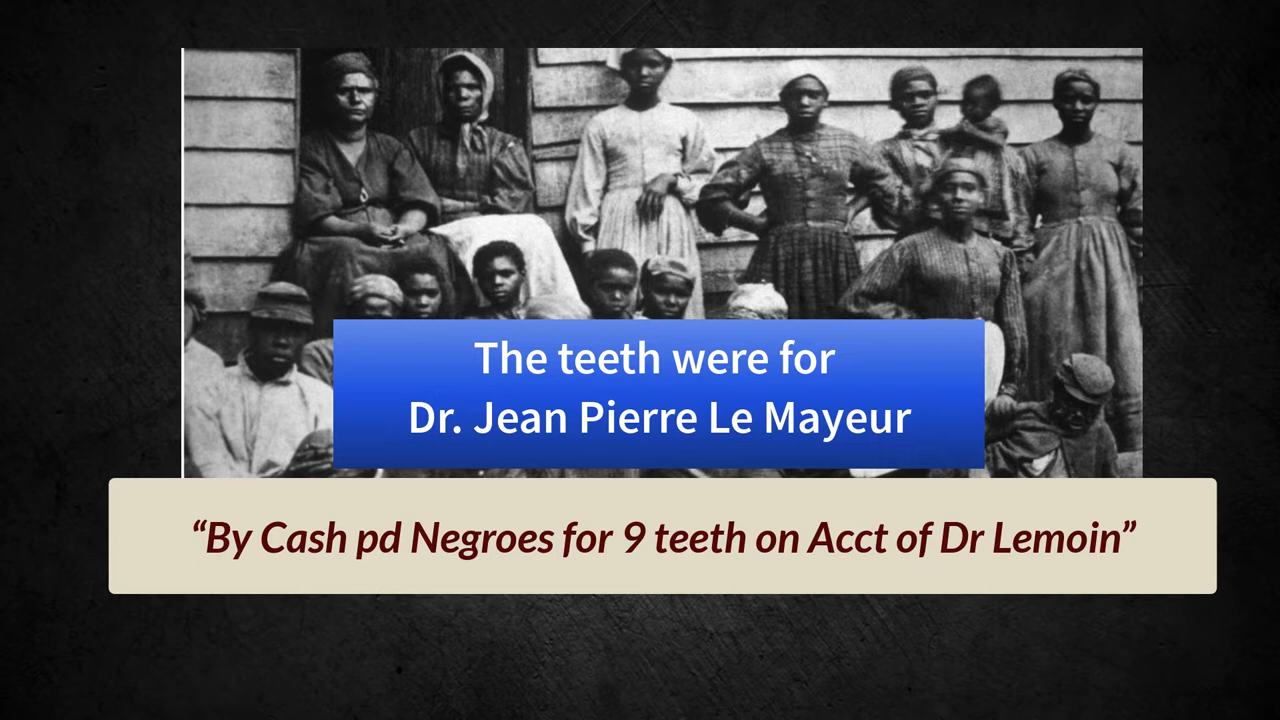 The teeth were for
Dr. Jean Pierre Le Mayeur
“By Cash pd Negroes for 9 teeth on Acct of Dr Lemoin”